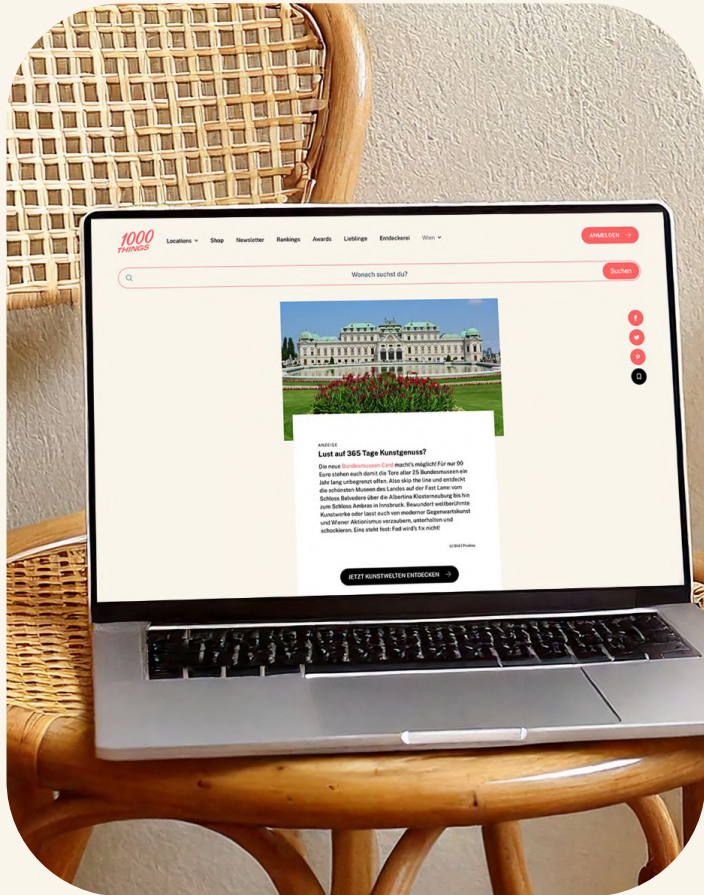 1000
THINGS
Locations
Shop
Newsletter
Rankings
Awards
Lieblinge
Entdeckerei
Wien
ANMELDEN →
Wonach suchst du?
Suchen
ANZEIGE
Lust auf 365 Tage Kunstgenuss?
Die neue Bundesmuseen Card macht's möglich! Für nur 99
Euro stehen euch damit die Tore aller 25 Bundesmuseen ein
Jahr lang unbegrenzt offen. Also skip the line und entdeckt
die schönsten Museen des Landes auf der Fast Lane: vom
Schloss Belvedere über die Albertina Klosterneuburg bis hin
zum Schloss Ambras in Innsbruck. Bewundert weltberühmte
Kunstwerke oder lasst euch von moderner Gegenwartskunst
und Wiener Aktionismus verzaubern, unterhalten und
schockieren. Eins steht fest: Fad wird's fix nicht!
JETZT KUNSTWELTEN ENTDECKEN →